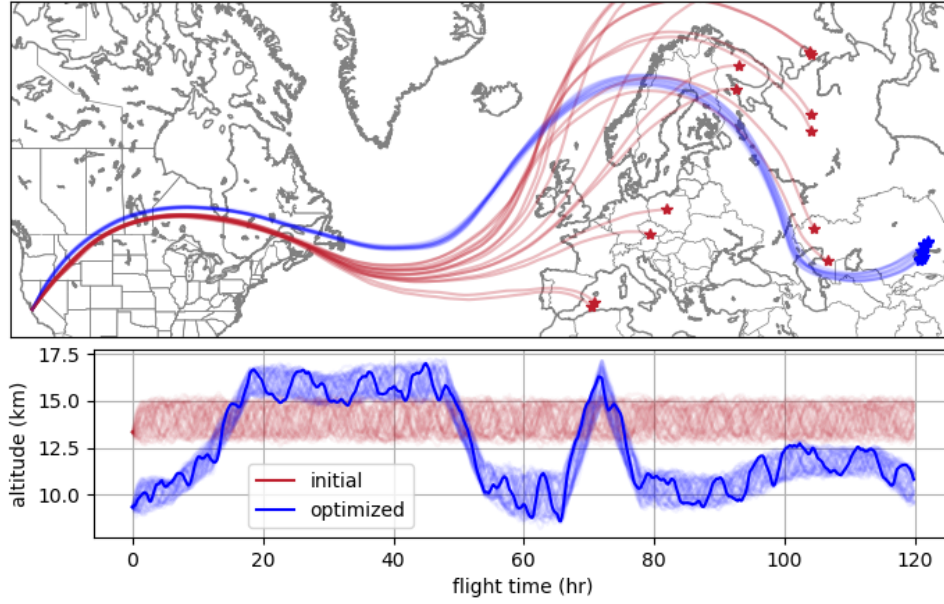 17.5
15.0
12.5
10.0
altitude (km)
initial
optimized
0 20 40 60 80 100 120
flight time (hr)